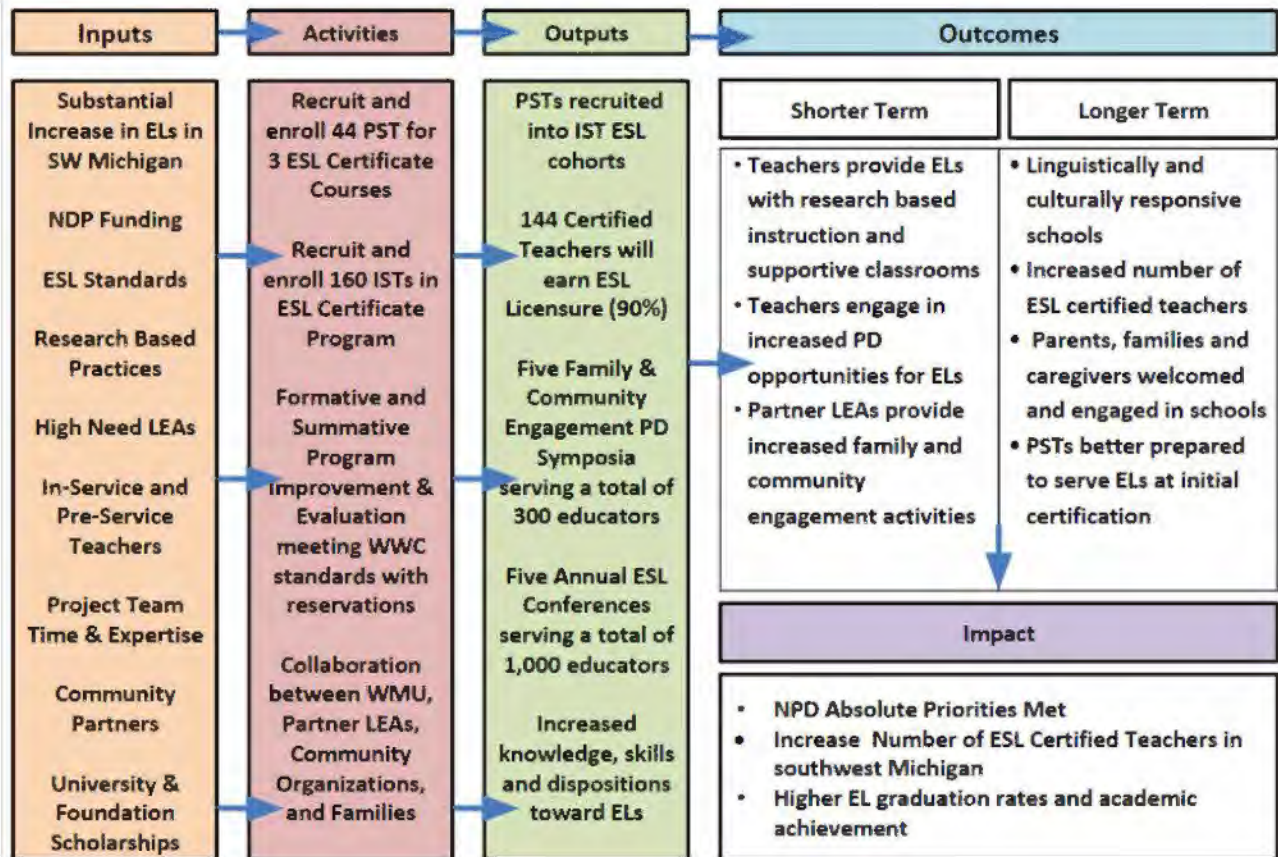 Inputs
Activities
Outputs
Outcomes
Substantial
Increase in ELs in
SW Michigan
NDP Funding
ESL Standards
Research Based
Practices
High Need LEAs
In-Service and
Pre-Service
Teachers
Project Team
Time & Expertise
Community
Partners
University &
Foundation
Scholarships
Recruit and
enroll 44 PST for
3 ESL Certificate
Courses
Recruit and
enroll 160 ISTs in
ESL Certificate
Program
Formative and
Summative
Program
Improvement &
Evaluation
meeting WWC
standards with
reservations
Collaboration
between WMU,
Partner LEAs,
Community
Organizations,
and Families
PSTs recruited
into IST ESL
cohorts
144 Certified
Teachers will
earn ESL
Licensure (90%)
Five Family &
Community
Engagement PD
Symposia
serving a total of
300 educators
Five Annual ESL
Conferences
serving a total of
1,000 educators
Increased
knowledge, skills
and dispositions
toward ELs
Shorter Term
• Teachers provide ELs
with research based
instruction and
supportive classrooms
• Teachers engage in
increased PD
opportunities for ELs
• Partner LEAs provide
increased family and
community
engagement activities
Longer Term
• Linguistically and
culturally responsive
schools
• Increased number of
ESL certified teachers
• Parents, families and
caregivers welcomed
and engaged in schools
• PSTs better prepared
to serve ELs at initial
certification
Impact
• NPD Absolute Priorities Met
• Increase Number of ESL Certified Teachers in
southwest Michigan
• Higher EL graduation rates and academic
achievement